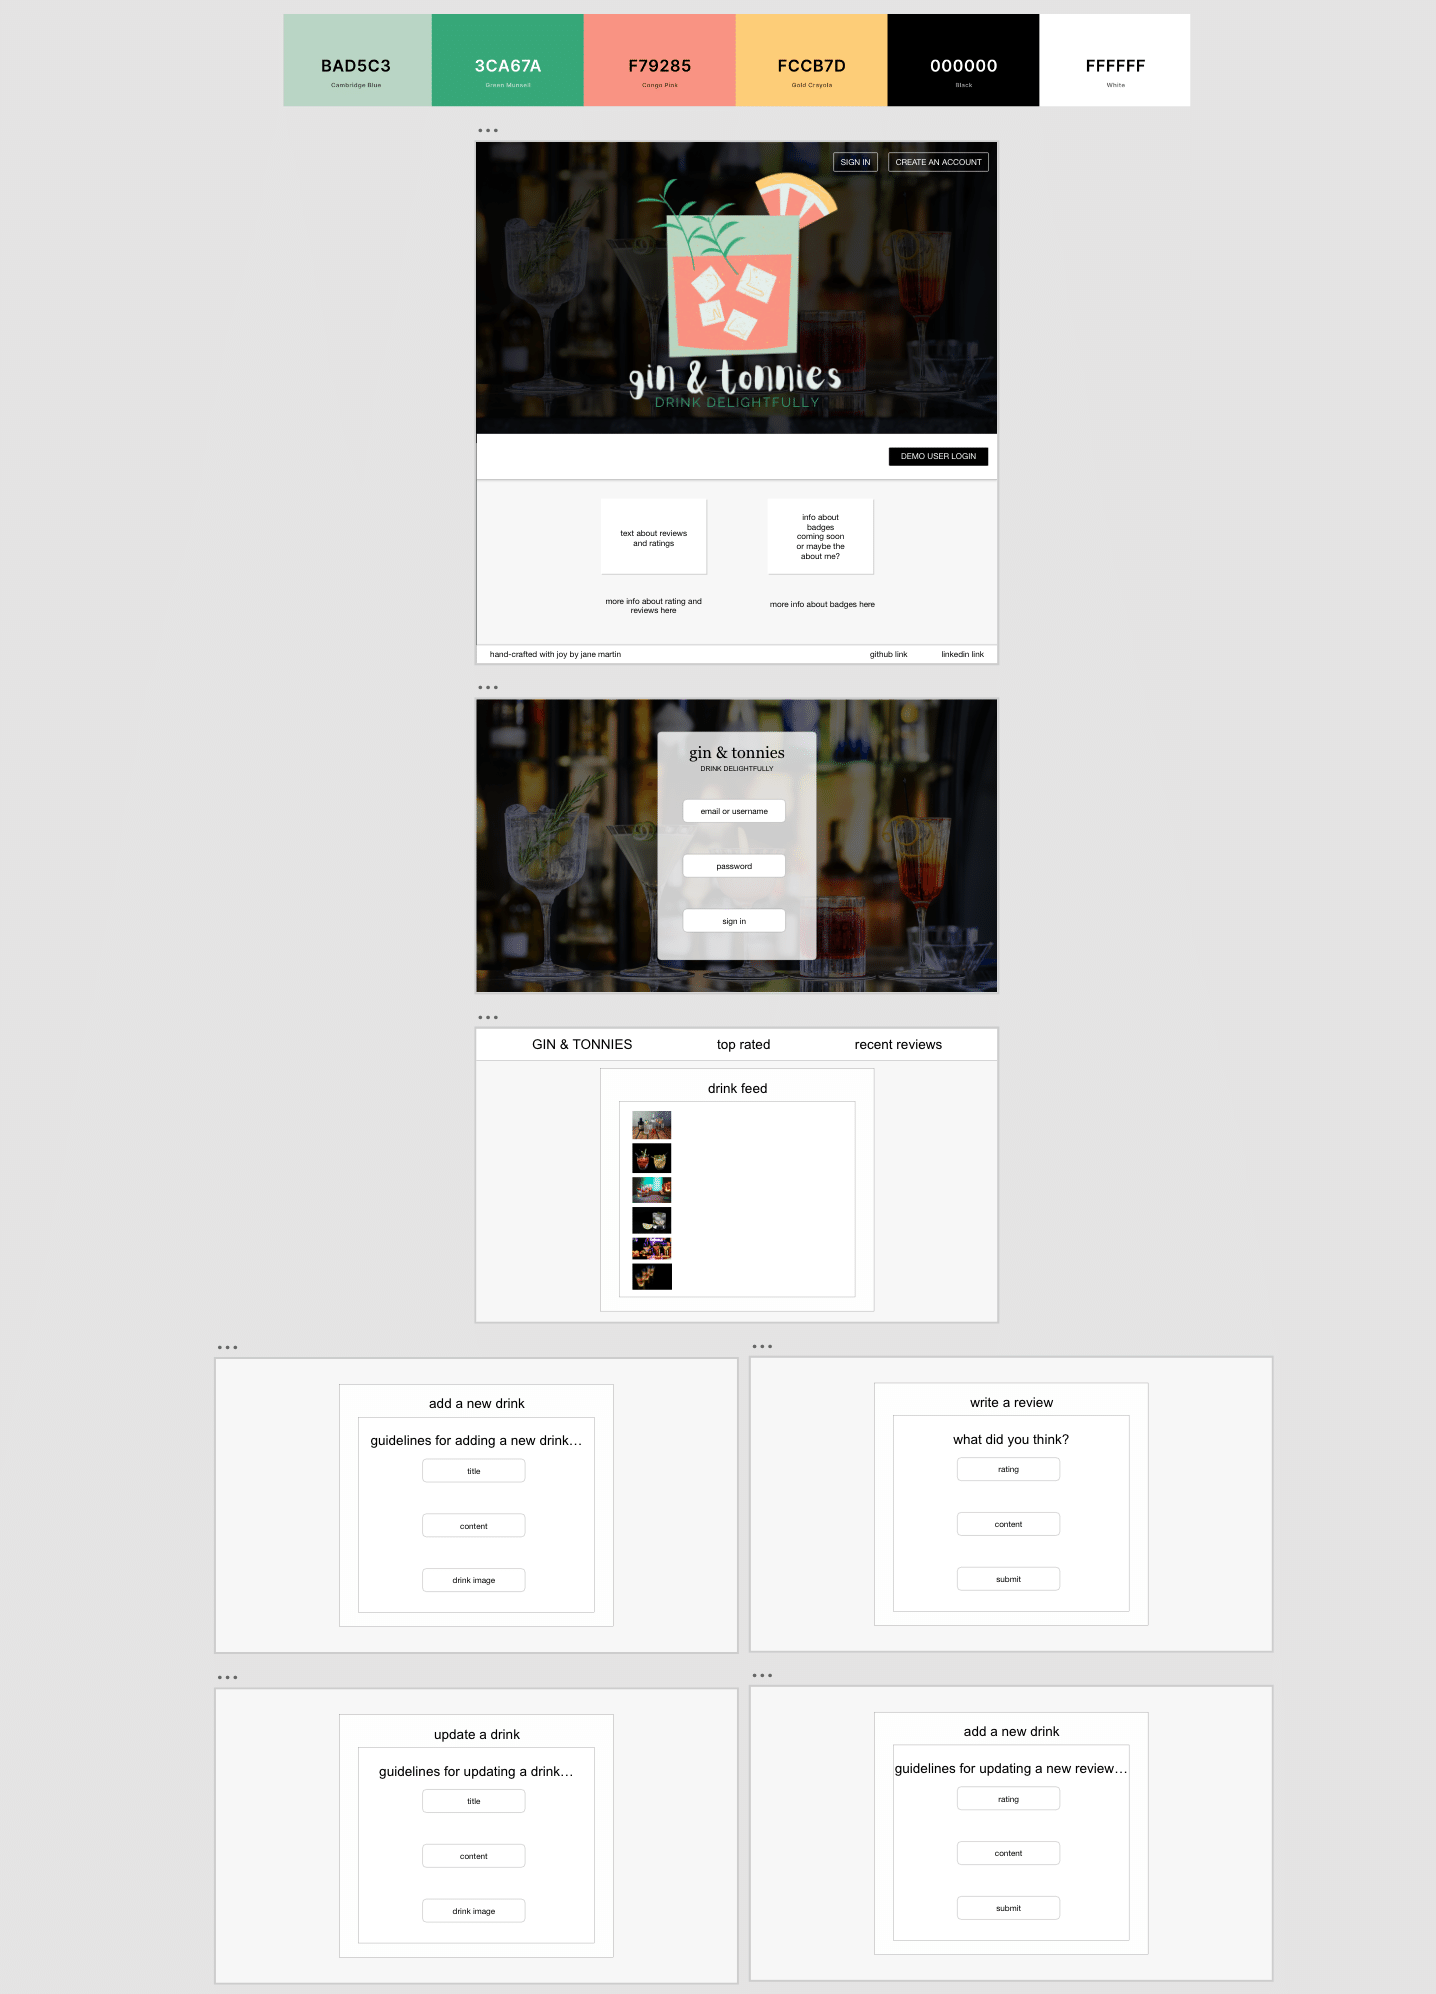 BAD5C3
Cambridge Blue
3CA67A
Green Munsell
F79285
Congo Pink
FCCB7D
Gold Crayola
000000
Black
FFFFFF
White
SIGN IN
CREATE AN ACCOUNT
gin & tonnies
DRINK DELIGHTFULLY
DEMO USER LOGIN
text about reviews
and ratings
info about
badges
coming soon
or maybe the
about me?
more info about rating and
reviews here
more info about badges here
hand-crafted with joy by jane martin
github link
linkedin link
gin & tonnies
DRINK DELIGHTFULLY
email or username
password
sign in
GIN & TONNIES
top rated
recent reviews
drink feed
add a new drink
guidelines for adding a new drink...
title
content
drink image
write a review
what did you think?
rating
content
submit
update a drink
guidelines for updating a drink...
title
content
drink image
add a new drink
guidelines for updating a new review...
rating
content
submit